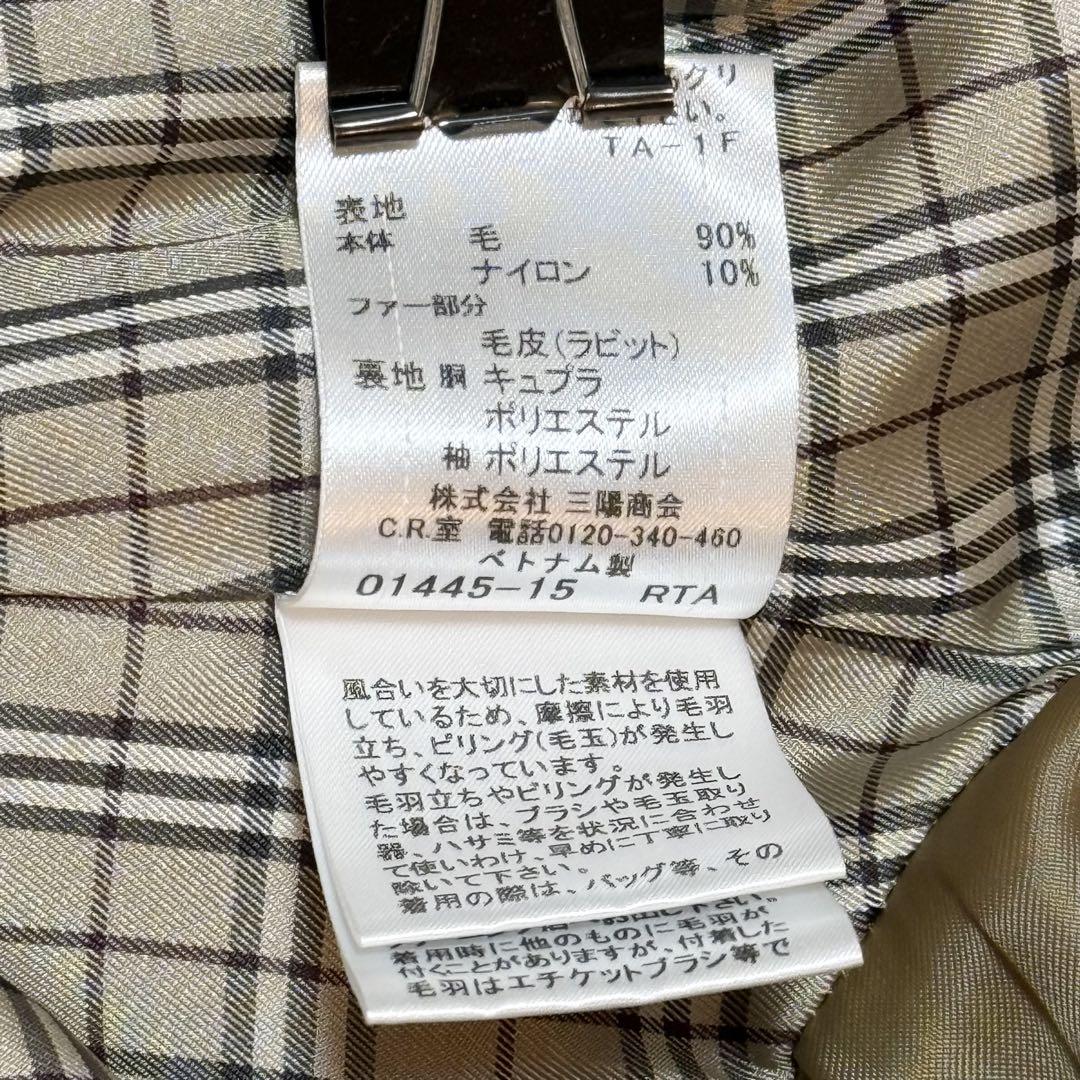 クリ
い。
TA-1F
表地
本体 毛 90%
ナイロン 10%
ファー部分
毛皮(ラビット)
裏地 胴 キュプラ
ポリエステル
袖 ポリエステル
株式会社 三陽商会
C.R.室 電話0120-340-460
ベトナム製
01445-15 RTA
風合いを大切にした素材を使用
しているため、摩擦により毛羽
立ち、ピリング(毛玉)が発生し
やすくなっています。
毛羽立ちやピリングが発生し
た場合は、ブラシや毛玉取り
器、ハサミ等を状況に合わせ
て使いわけ、早めに丁寧に取り
除いて下さい。
着用の際は、バッグ等、その
着用時に他のものに毛羽が
付くことがありますが、付着した
毛羽はエチケットブラシ等で